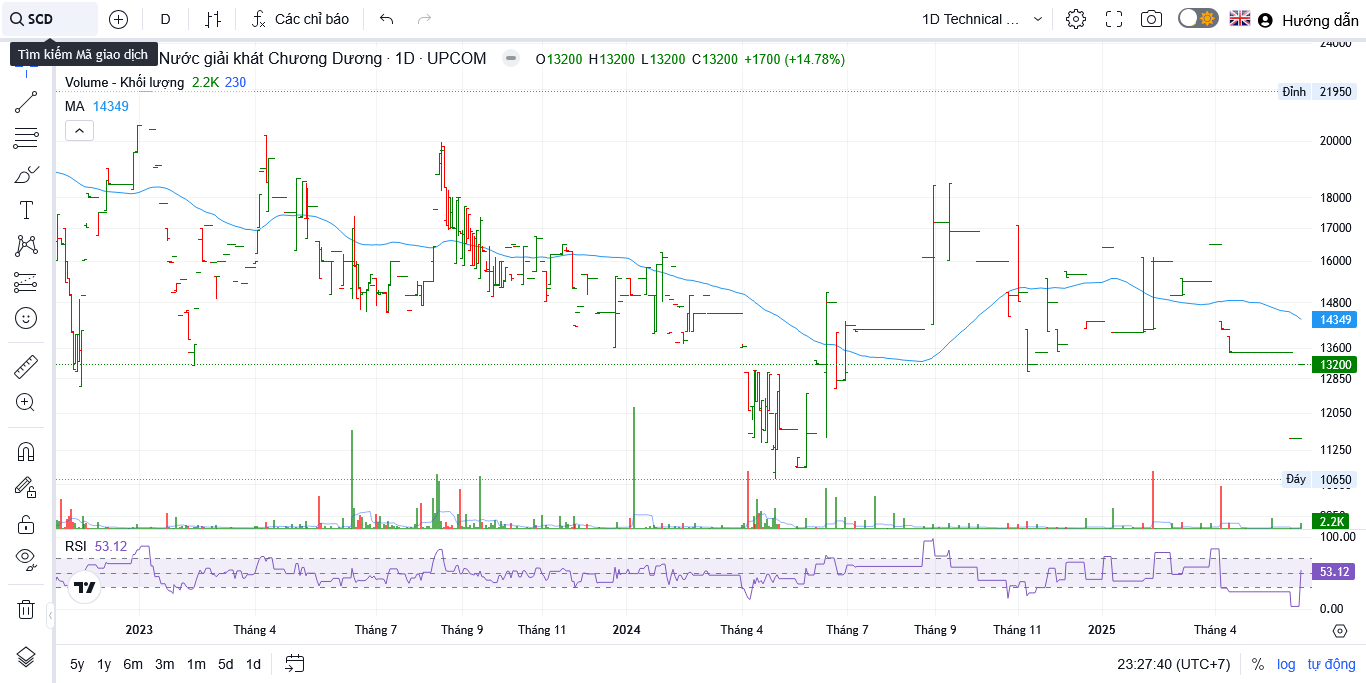 SCD
D
Các chỉ báo
1D Technical ...
Hướng dẫn
Tìm kiếm Mã giao dịch
Nước giải khát Chương Dương · 1D · UPCOM
O13200 H13200 L13200 C13200 +1700 (+14.78%)
Volume - Khối lượng 2.2K 230
MA 14349
24000
Đỉnh 21950
20000
18000
17000
16000
14800
14349
13600
13200
12850
12050
11250
Đáy 10650
2.2K
RSI 53.12
100.00
53.12
0.00
2023 Tháng 4 Tháng 7 Tháng 9 Tháng 11 2024 Tháng 4 Tháng 7 Tháng 9 Tháng 11 2025 Tháng 4
5y 1y 6m 3m 1m 5d 1d
23:27:40 (UTC+7) % log tự động